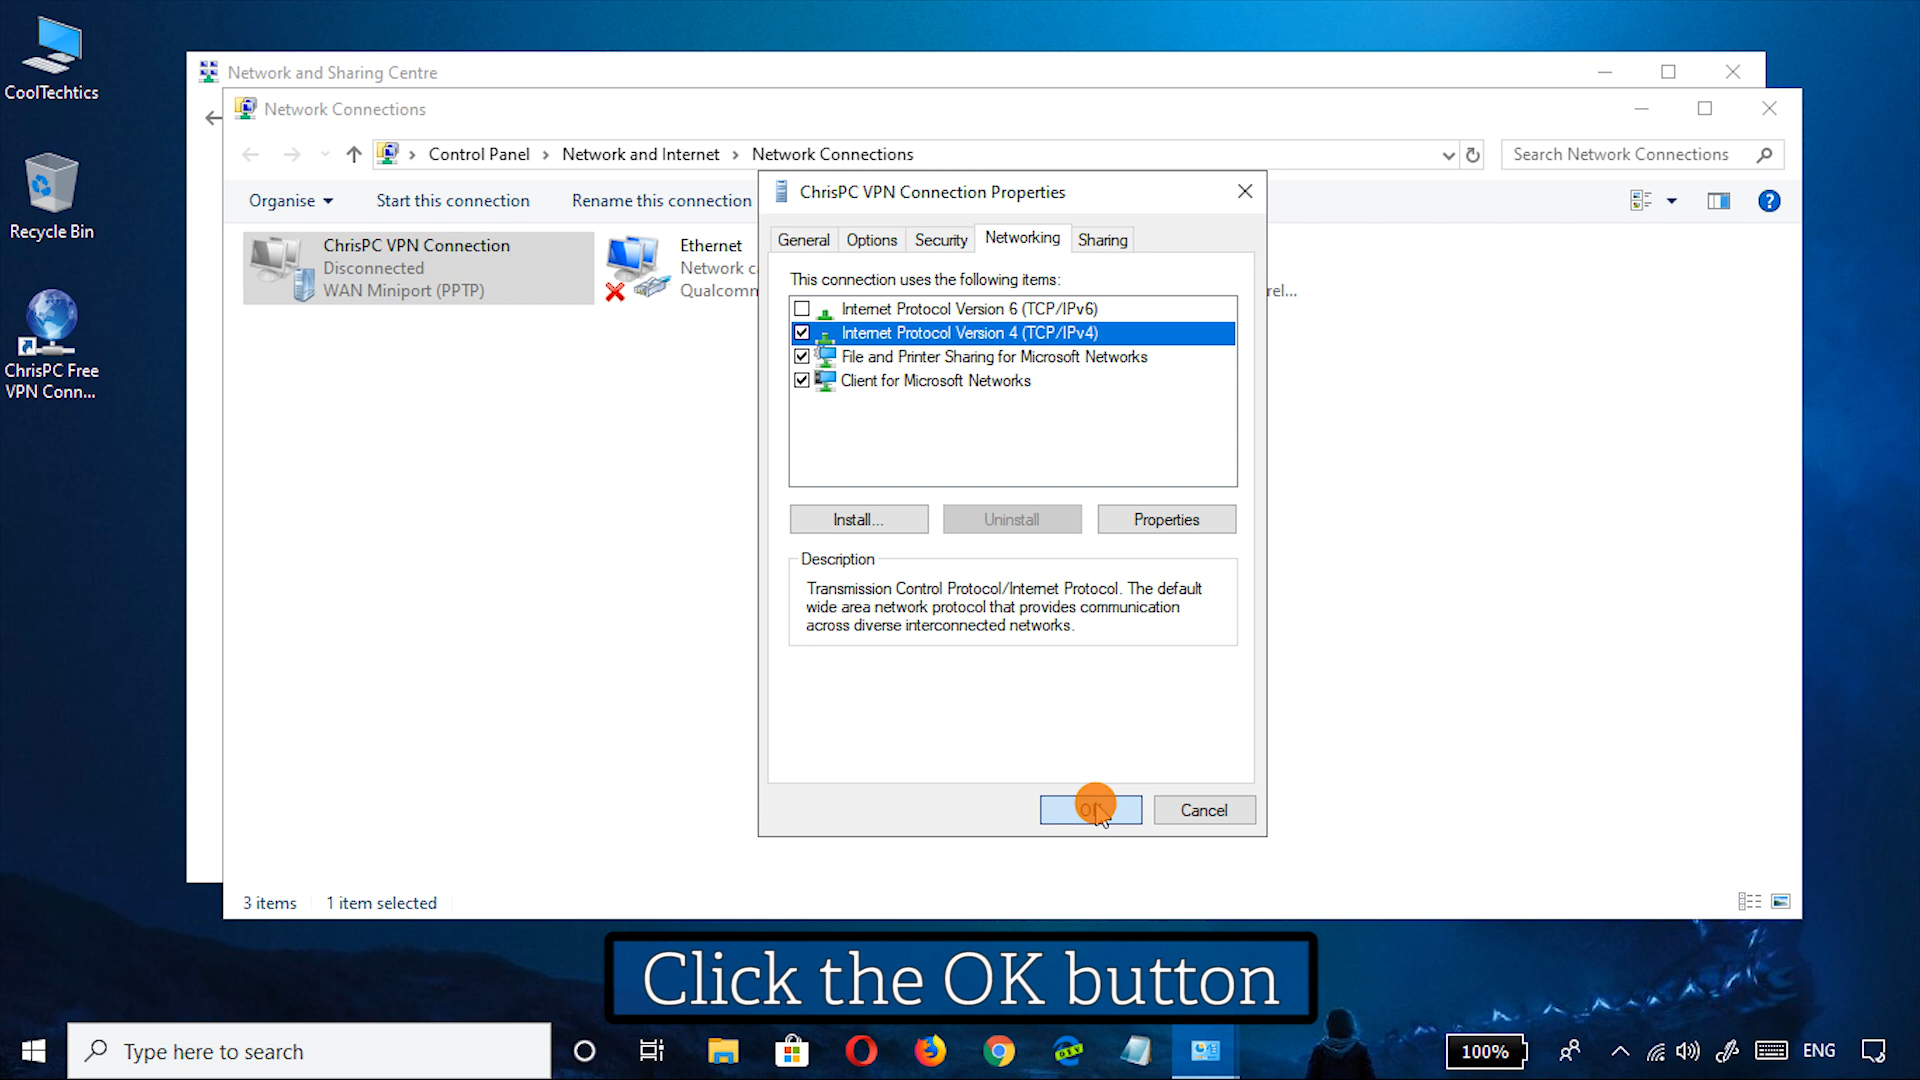 CoolTechtics
Recycle Bin
ChrisPC Free
VPN Conn...
Network and Sharing Centre
Network Connections
Control Panel
Network and Internet
Network Connections
Search Network Connections
Organise
Start this connection
Rename this connection
ChrisPC VPN Connection
Disconnected
WAN Miniport (PPTP)
Ethernet
Network c
Qualcomm
rel...
ChrisPC VPN Connection Properties
General
Options
Security
Networking
Sharing
This connection uses the following items:
Internet Protocol Version 6 (TCP/IPv6)
Internet Protocol Version 4 (TCP/IPv4)
File and Printer Sharing for Microsoft Networks
Client for Microsoft Networks
Install...
Uninstall
Properties
Description
Transmission Control Protocol/Internet Protocol. The default
wide area network protocol that provides communication
across diverse interconnected networks.
OK
Cancel
3 items
1 item selected
Click the OK button
Type here to search
100%
ENG